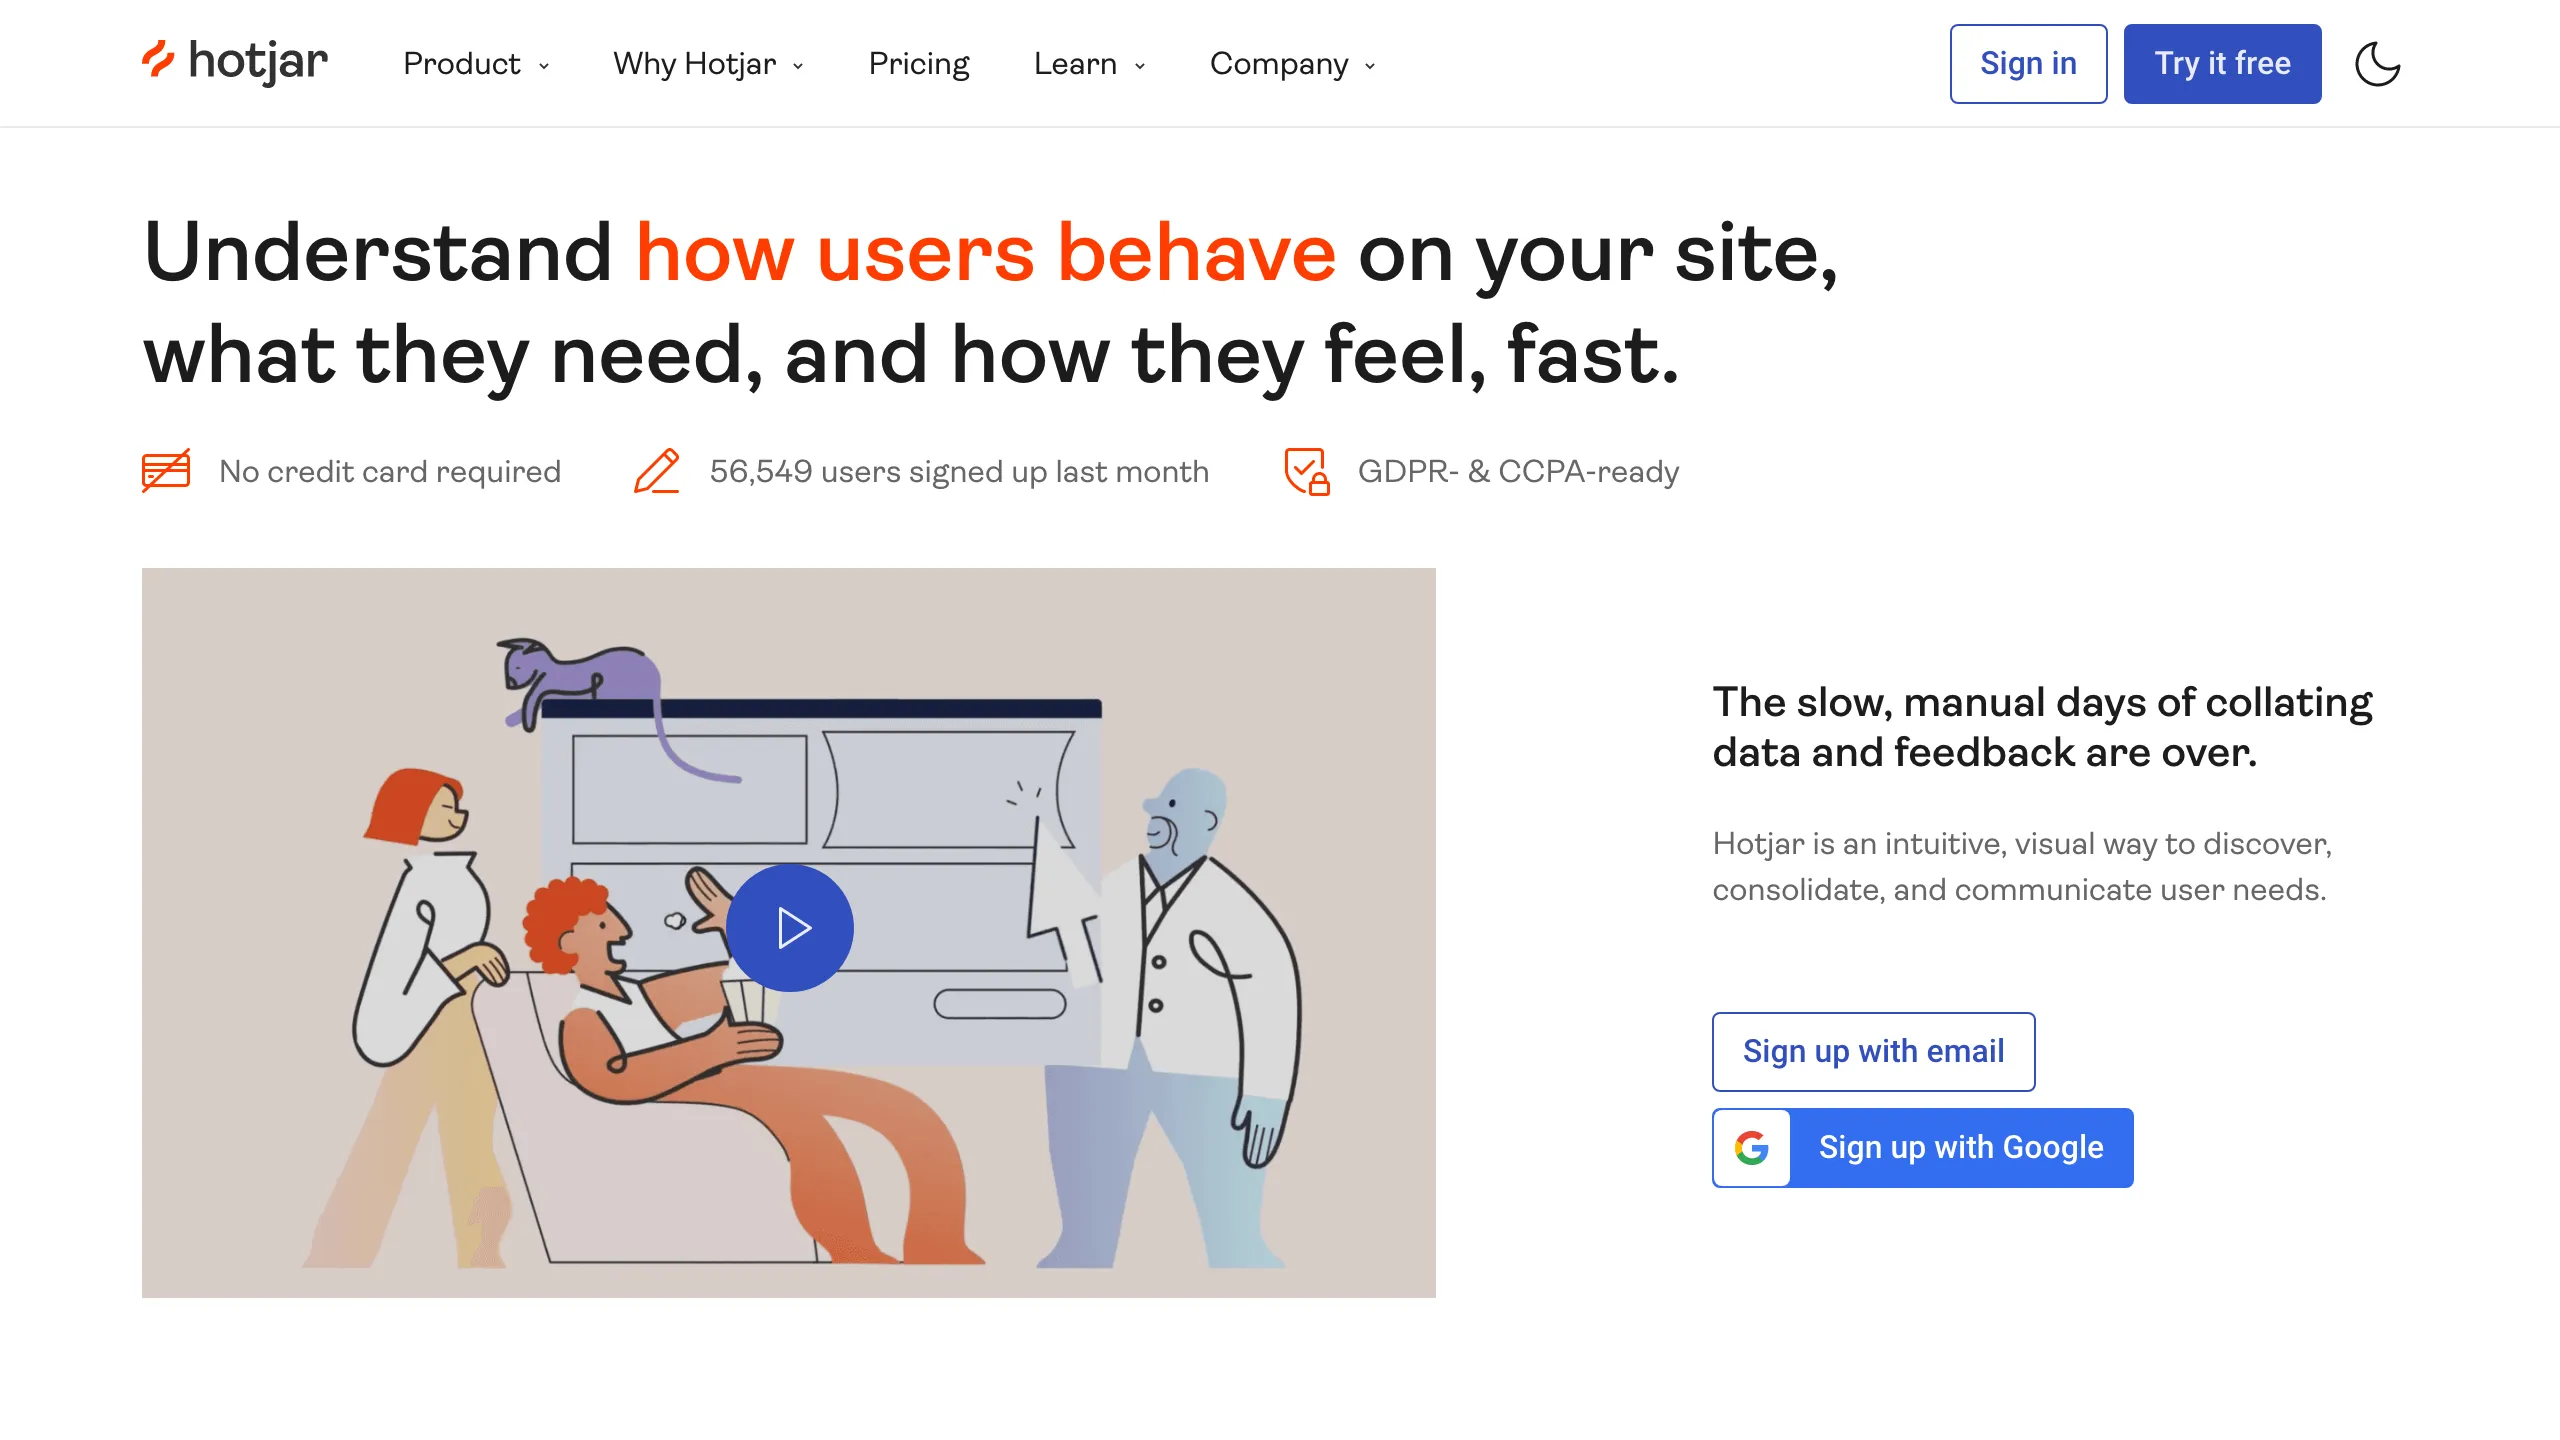 hotjar
Product
Why Hotjar
Pricing
Learn
Company
Sign in
Try it free
Understand how users behave on your site,
what they need, and how they feel, fast.
No credit card required
56,549 users signed up last month
GDPR- & CCPA-ready
The slow, manual days of collating
data and feedback are over.
Hotjar is an intuitive, visual way to discover,
consolidate, and communicate user needs.
Sign up with email
Sign up with Google